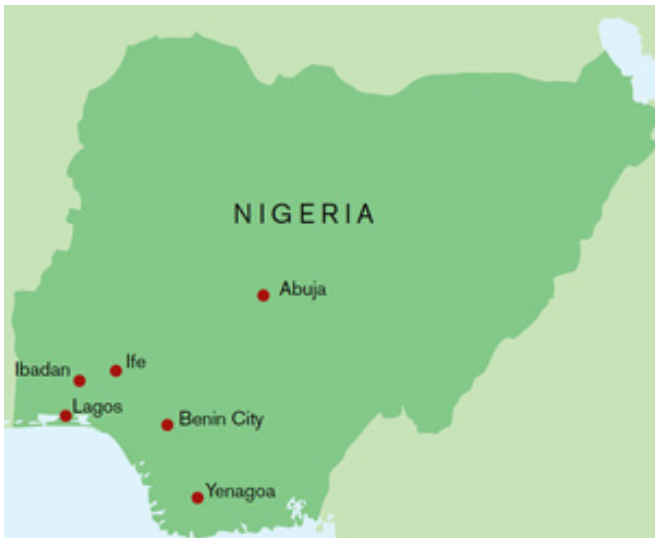 NIGERIA
Abuja
Ife
Ibadan
Lagos
Benin City
Yenagoa